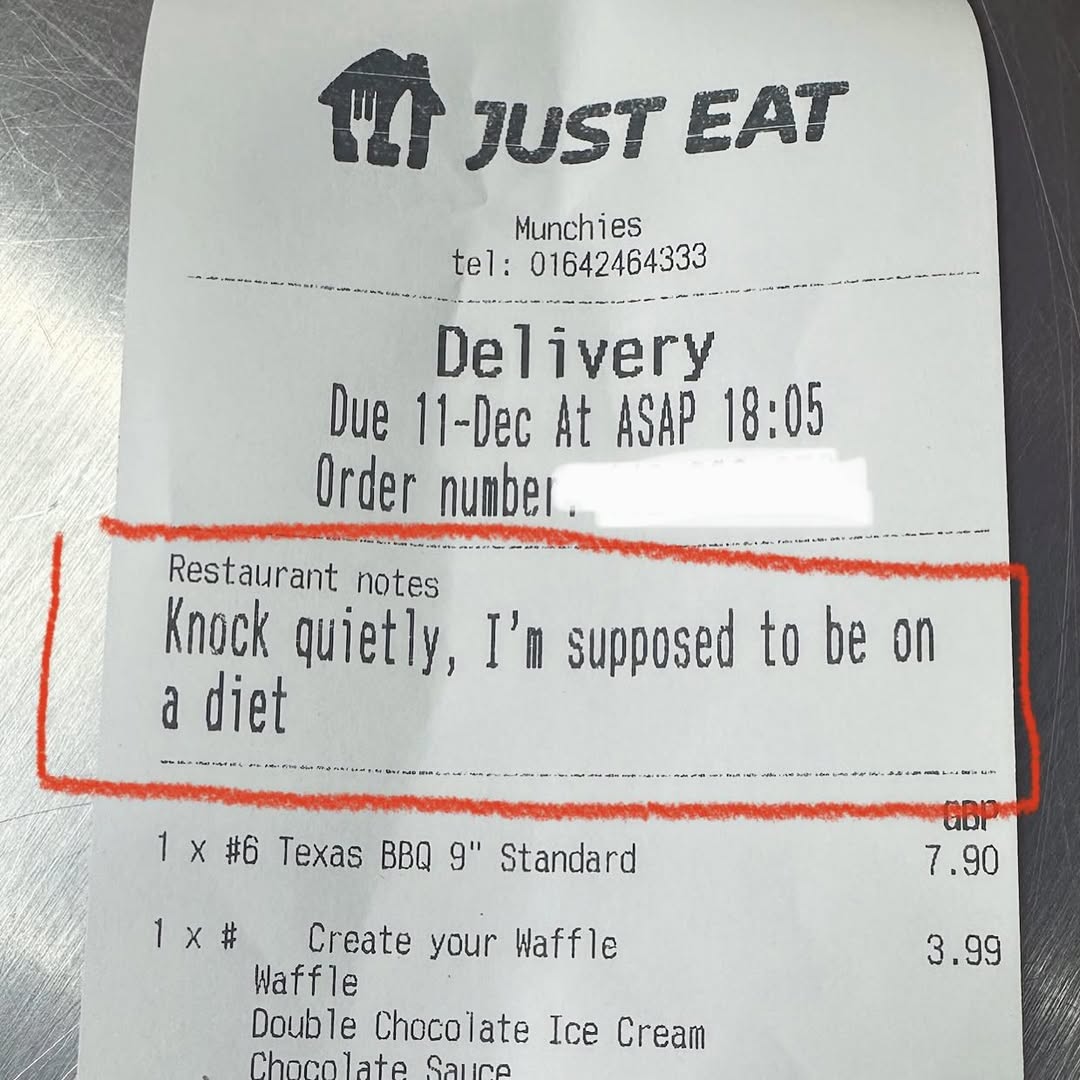 JUST EAT
Munchies
tel: 01642464333
Delivery
Due 11-Dec At ASAP 18:05
Order number
Restaurant notes
Knock quietly, I'm supposed to be on
a diet
GBP
1 x #6 Texas BBQ 9" Standard 7.90
1 x # Create your Waffle 3.99
Waffle
Double Chocolate Ice Cream
Chocolate Sauce